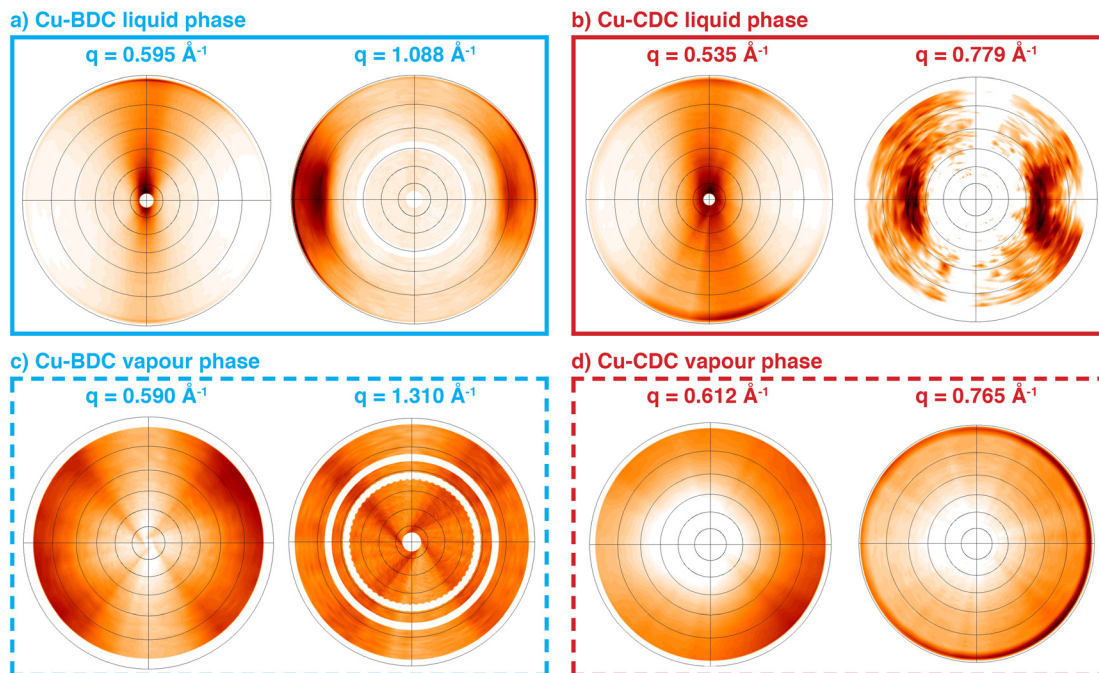 a) Cu-BDC liquid phase
q = 0.595 Å⁻¹
q = 1.088 Å⁻¹
b) Cu-CDC liquid phase
q = 0.535 Å⁻¹
q = 0.779 Å⁻¹
c) Cu-BDC vapour phase
q = 0.590 Å⁻¹
q = 1.310 Å⁻¹
d) Cu-CDC vapour phase
q = 0.612 Å⁻¹
q = 0.765 Å⁻¹